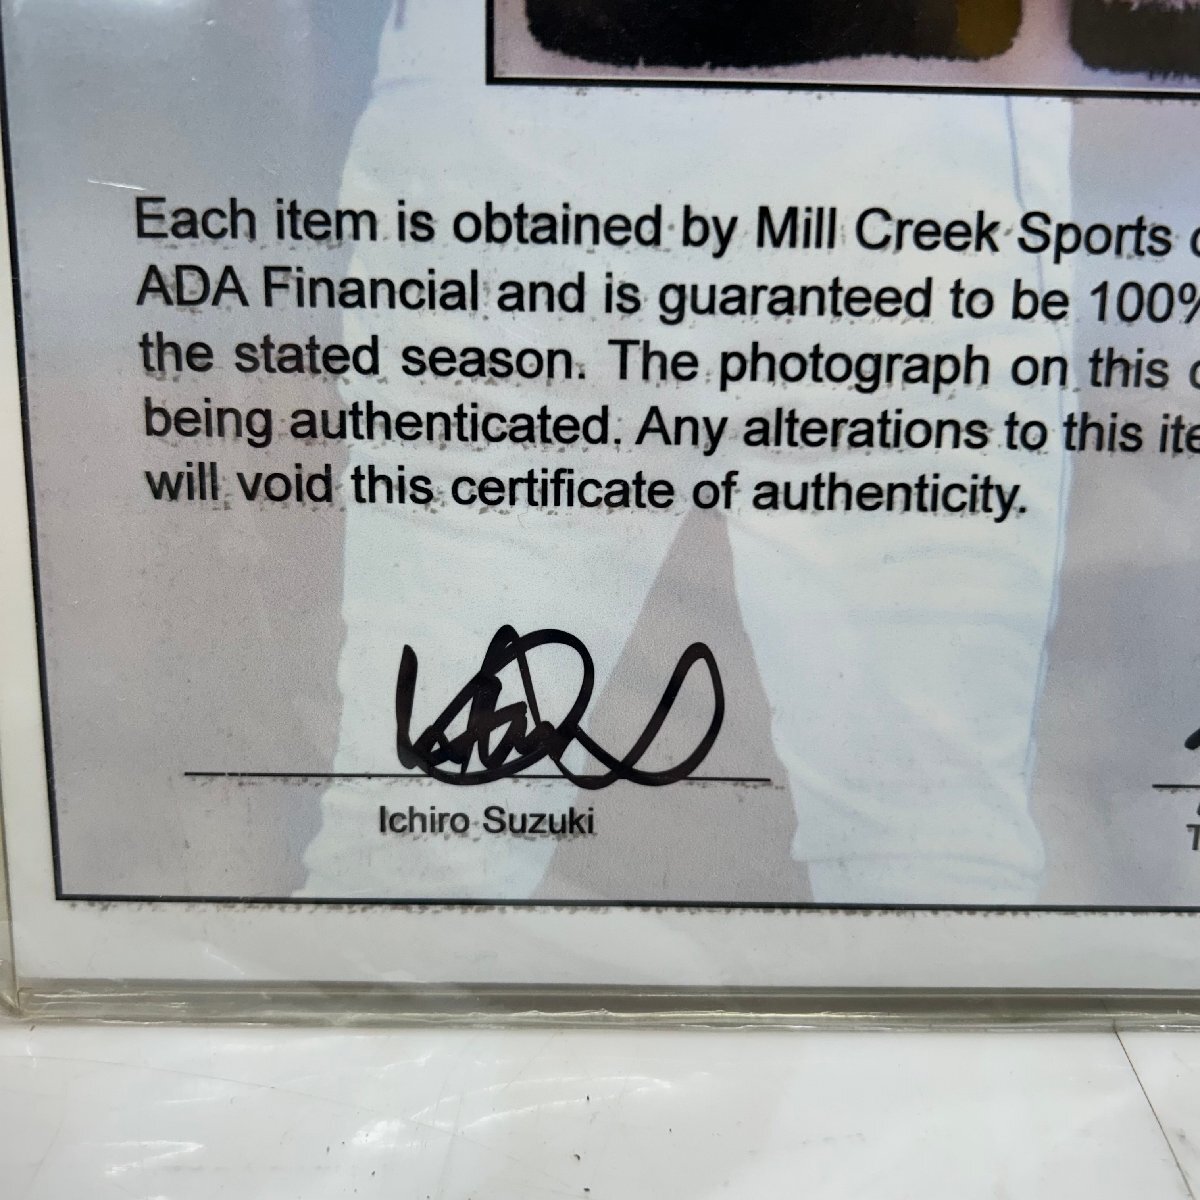 Each item is obtained by Mill Creek Sports
ADA Financial and is guaranteed to be 100%
the stated season. The photograph on this
being authenticated. Any alterations to this
will void this certificate of authenticity.
Ichiro Suzuki